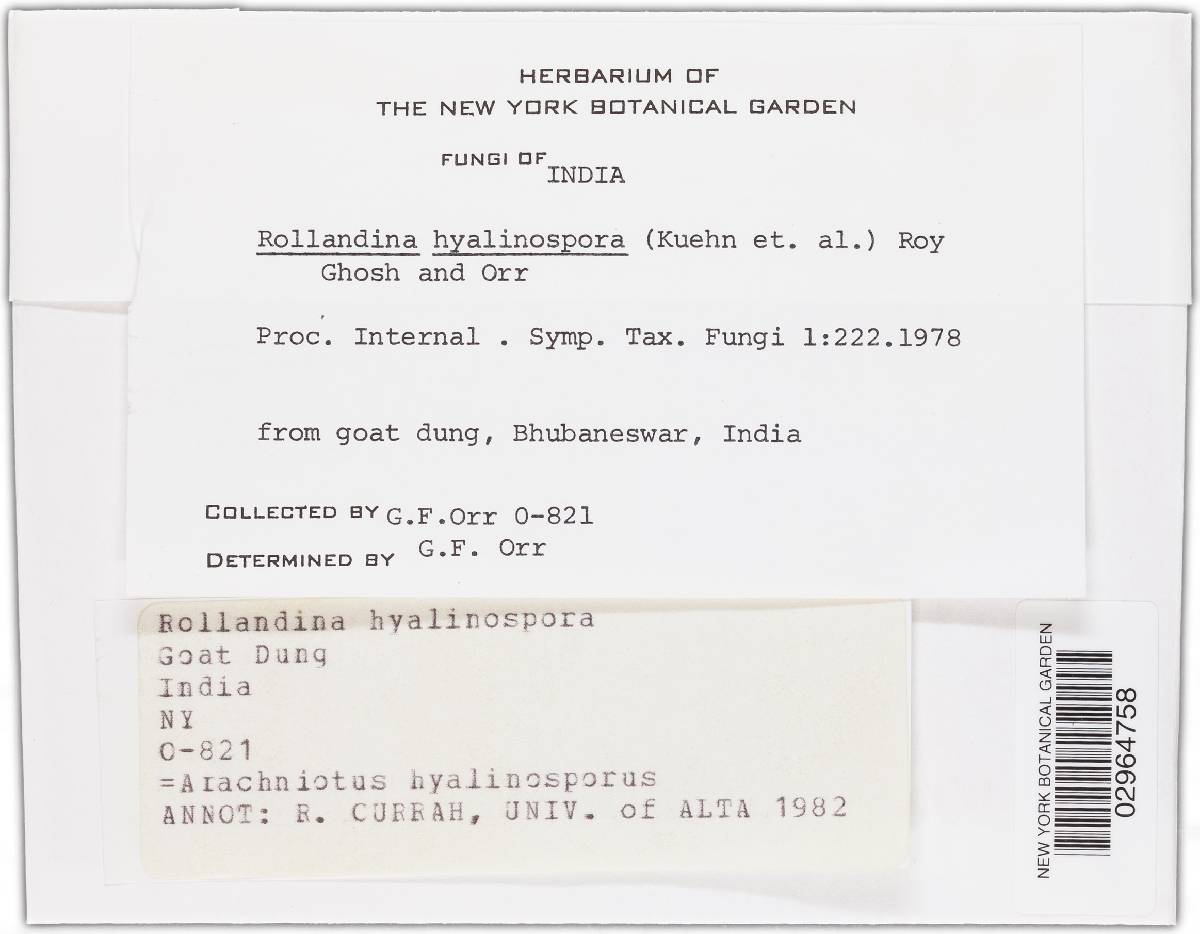 HERBARIUM OF
THE NEW YORK BOTANICAL GARDEN
FUNGI OF INDIA
Rollandina hyalinospora (Kuehn et. al.) Roy
Ghosh and Orr
Proc. Internal . Symp. Tax. Fungi 1:222.1978
from goat dung, Bhubaneswar, India
COLLECTED BY G.F.Orr O-821
DETERMINED BY G.F. Orr
Rollandina hyalinospora
Goat Dung
India
NY
O-821
=Arachniotus hyalinosporus
ANNOT: R. CURRAH, UNIV. of ALTA 1982
NEW YORK BOTANICAL GARDEN
02964758